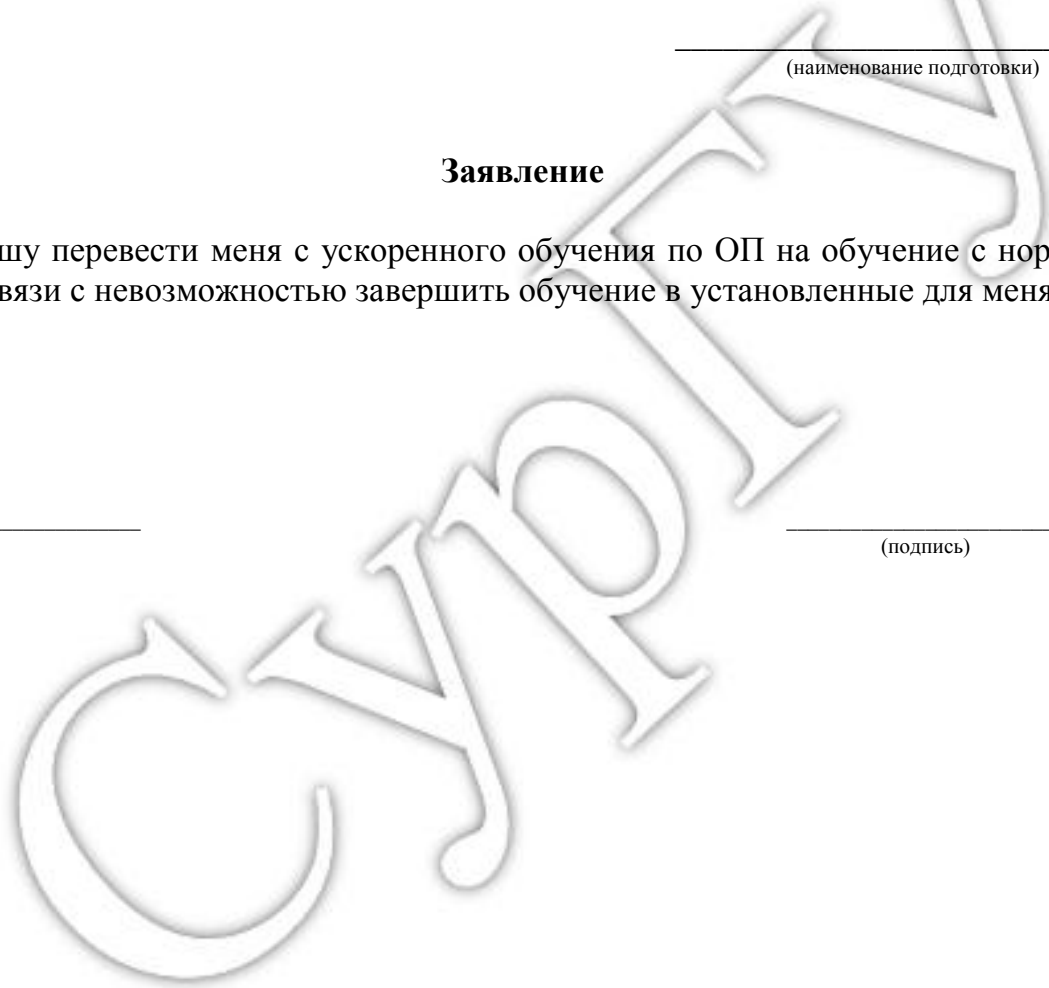 (наименование подготовки)
Заявление
шу перевести меня с ускоренного обучения по ОП на обучение с нор
вязи с невозможностью завершить обучение в установленные для меня
(подпись)
СурГУ